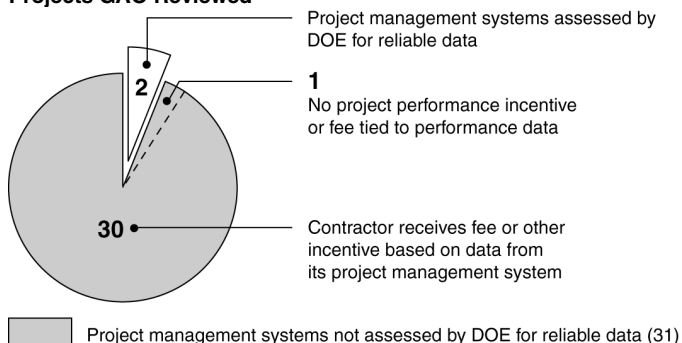 Projects GAO Reviewed
Project management systems assessed by
DOE for reliable data
2
1
No project performance incentive
or fee tied to performance data
30
Contractor receives fee or other
incentive based on data from
its project management system
Project management systems not assessed by DOE for reliable data (31)